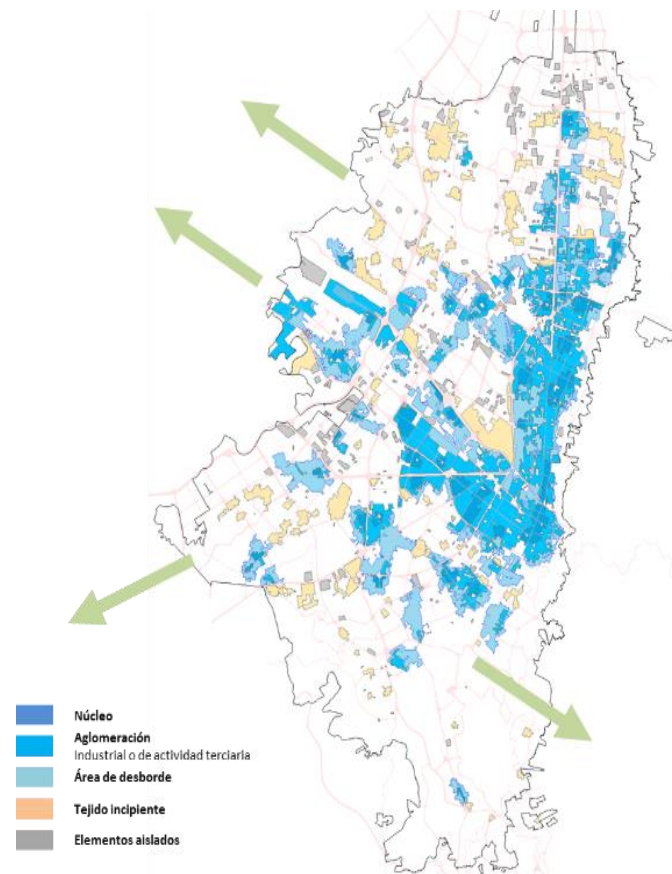 Núcleo
Aglomeración
Industrial o de actividad terciaria
Área de desborde
Tejido incipiente
Elementos aislados